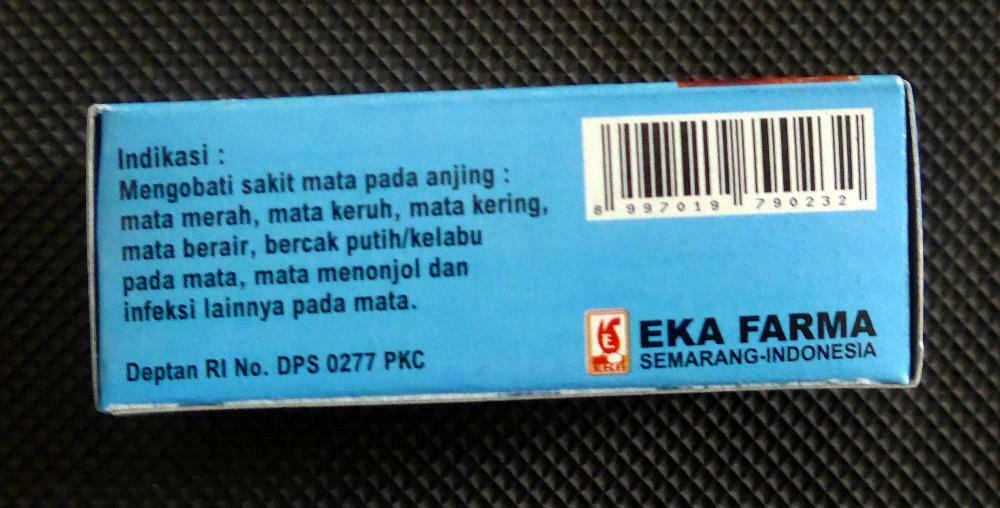 Indikasi :
Mengobati sakit mata pada anjing :
mata merah, mata keruh, mata kering,
mata berair, bercak putih/kelabu
pada mata, mata menonjol dan
infeksi lainnya pada mata.
Deptan RI No. DPS 0277 PKC
8 997019 790232
EKA FARMA
SEMARANG-INDONESIA